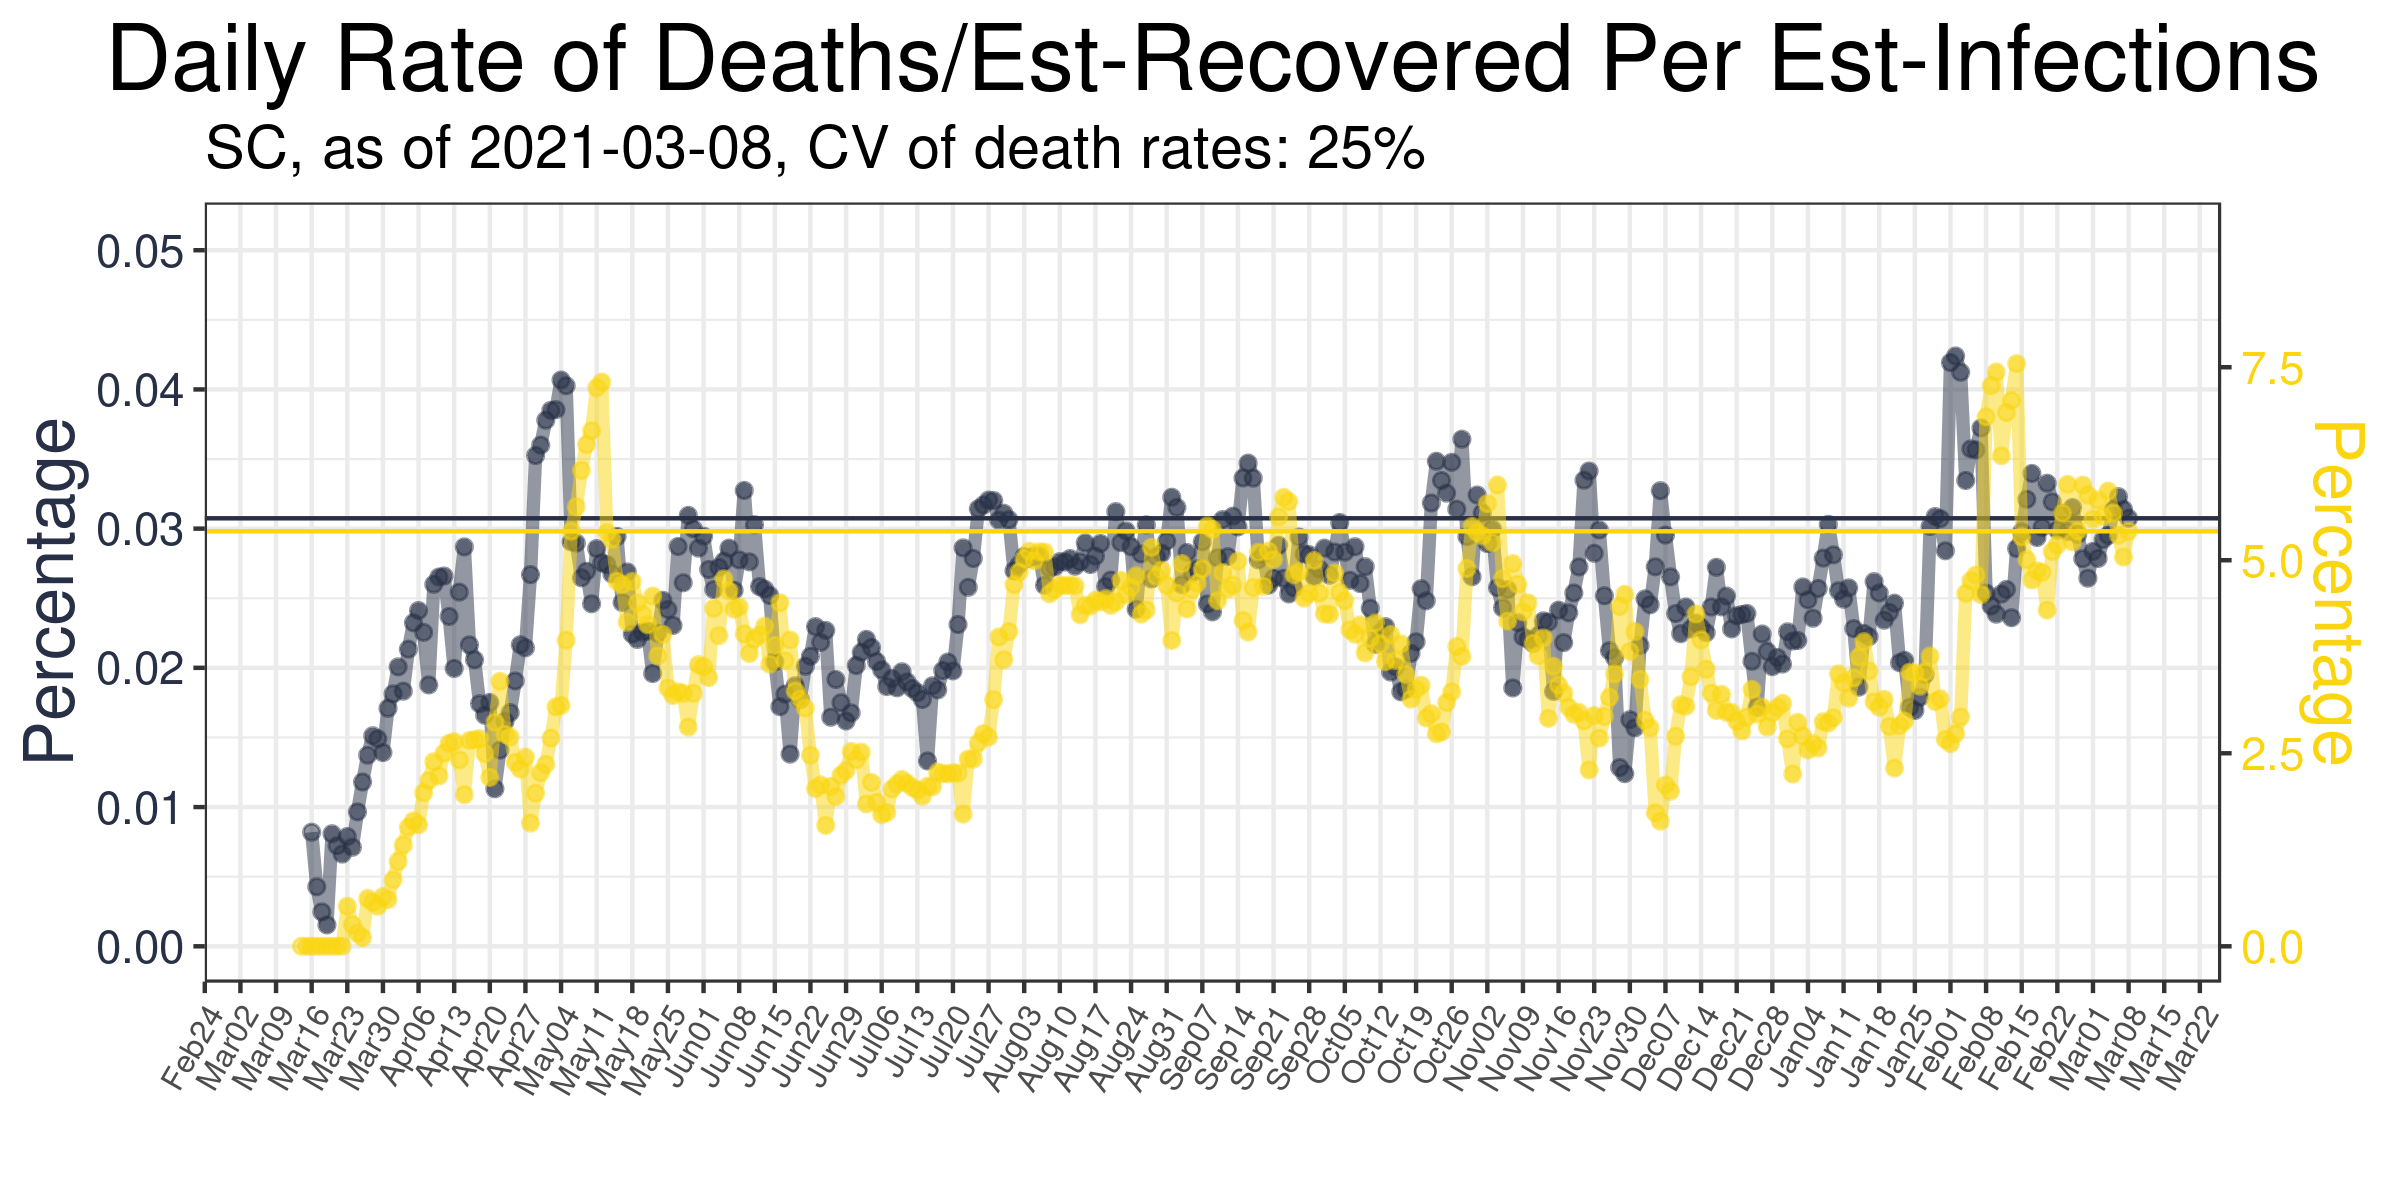 Daily Rate of Deaths/Est-Recovered Per Est-Infections
SC, as of 2021-03-08, CV of death rates: 25%
Percentage
0.05
0.04
0.03
0.02
0.01
0.00
7.5
5.0
2.5
0.0
Percentage
Feb24
Mar02
Mar09
Mar16
Mar23
Mar30
Apr06
Apr13
Apr20
Apr27
May04
May11
May18
May25
Jun01
Jun08
Jun15
Jun22
Jun29
Jul06
Jul13
Jul20
Jul27
Aug03
Aug10
Aug17
Aug24
Aug31
Sep07
Sep14
Sep21
Sep28
Oct05
Oct12
Oct19
Oct26
Nov02
Nov09
Nov16
Nov23
Nov30
Dec07
Dec14
Dec21
Dec28
Jan04
Jan11
Jan18
Jan25
Feb01
Feb08
Feb15
Feb22
Mar01
Mar08
Mar15
Mar22